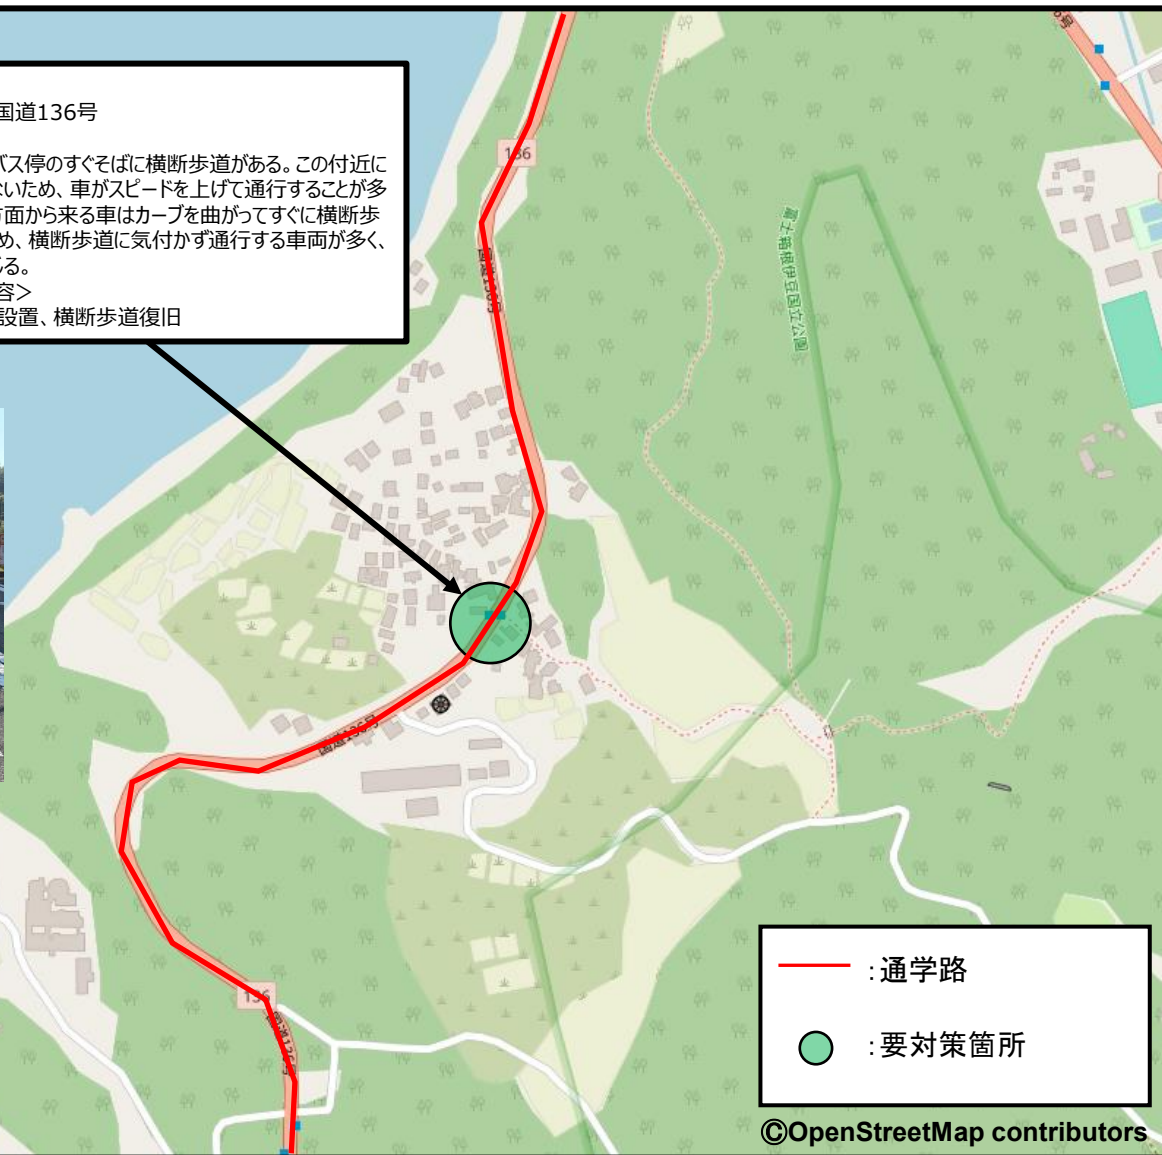 国道136号
バス停のすぐそばに横断歩道がある。この付近に
ないため、車がスピードを上げて通行することが多
方面から来る車はカーブを曲がってすぐに横断歩
め、横断歩道に気付かず通行する車両が多く、
る。
容>
設置、横断歩道復旧
136
国道136号
富士箱根伊豆国立公園
国道136号
136
国道136号
:通学路
:要対策箇所
©OpenStreetMap contributors